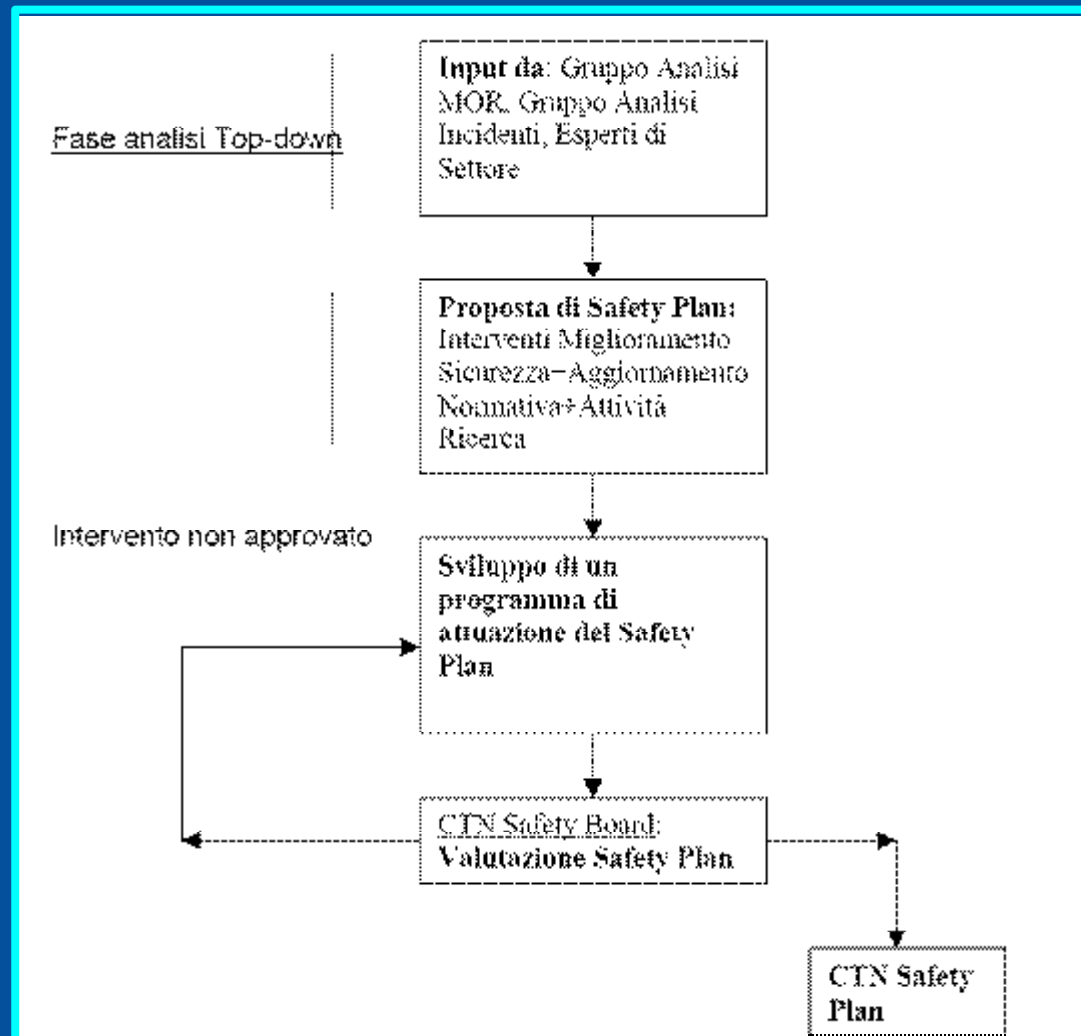 Fase analisi Top-down
Input da: Gruppo Analisi
MOR, Gruppo Analisi
Incidenti, Esperti di
Settore
Proposta di Safety Plan:
Interventi Miglioramento
Sicurezza+Aggiornamento
Normativa+Attività
Ricerca
Intervento non approvato
Sviluppo di un
programma di
attuazione del Safety
Plan
CTN Safety Board:
Valutazione Safety Plan
CTN Safety
Plan